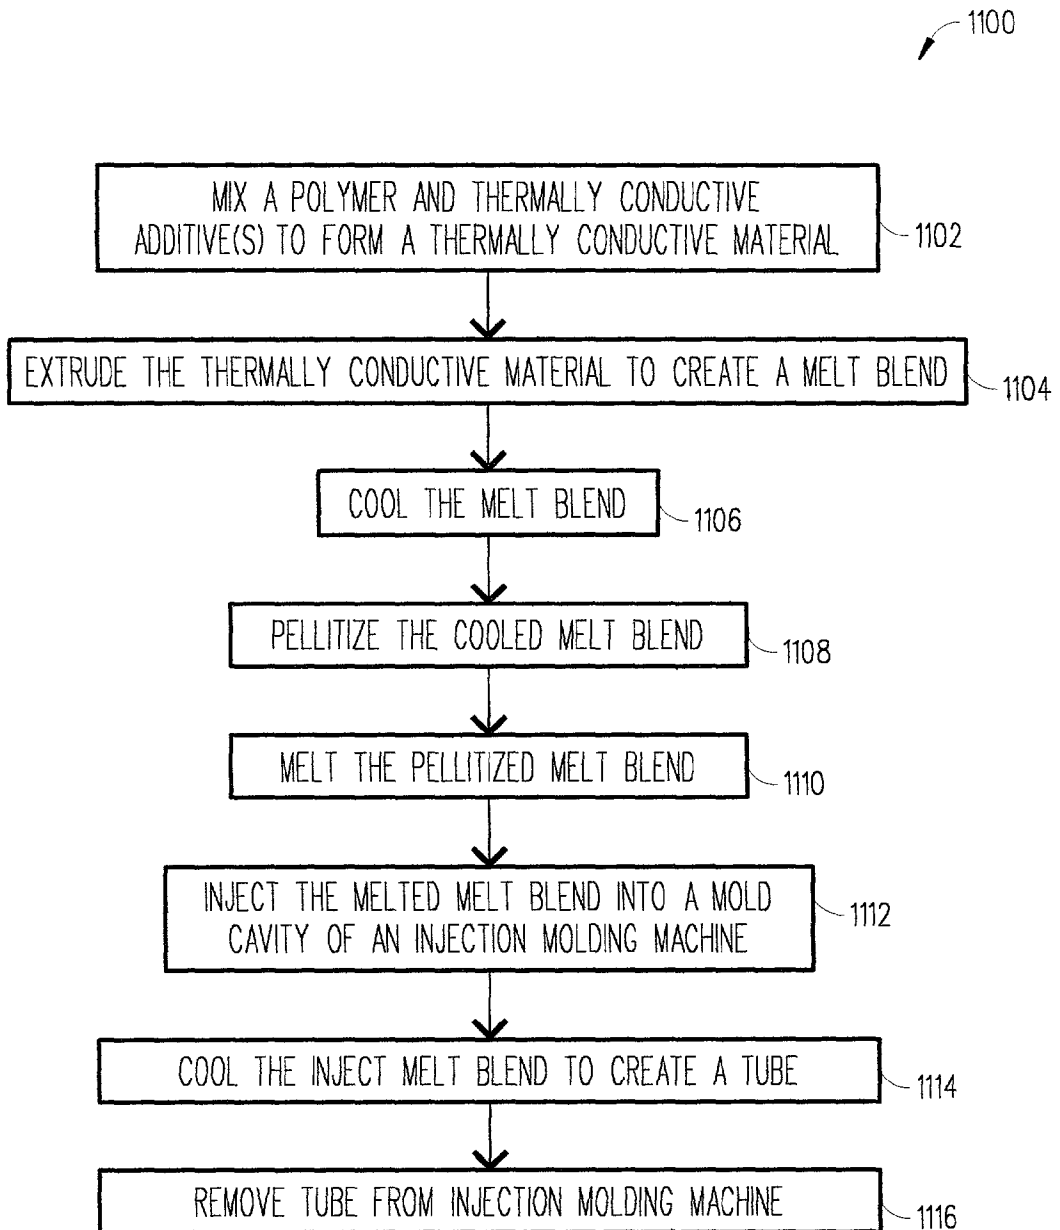 1100
MIX A POLYMER AND THERMALLY CONDUCTIVE
ADDITIVE(S) TO FORM A THERMALLY CONDUCTIVE MATERIAL
1102
EXTRUDE THE THERMALLY CONDUCTIVE MATERIAL TO CREATE A MELT BLEND
1104
COOL THE MELT BLEND
1106
PELLITIZE THE COOLED MELT BLEND
1108
MELT THE PELLITIZED MELT BLEND
1110
INJECT THE MELTED MELT BLEND INTO A MOLD
CAVITY OF AN INJECTION MOLDING MACHINE
1112
COOL THE INJECT MELT BLEND TO CREATE A TUBE
1114
REMOVE TUBE FROM INJECTION MOLDING MACHINE
1116